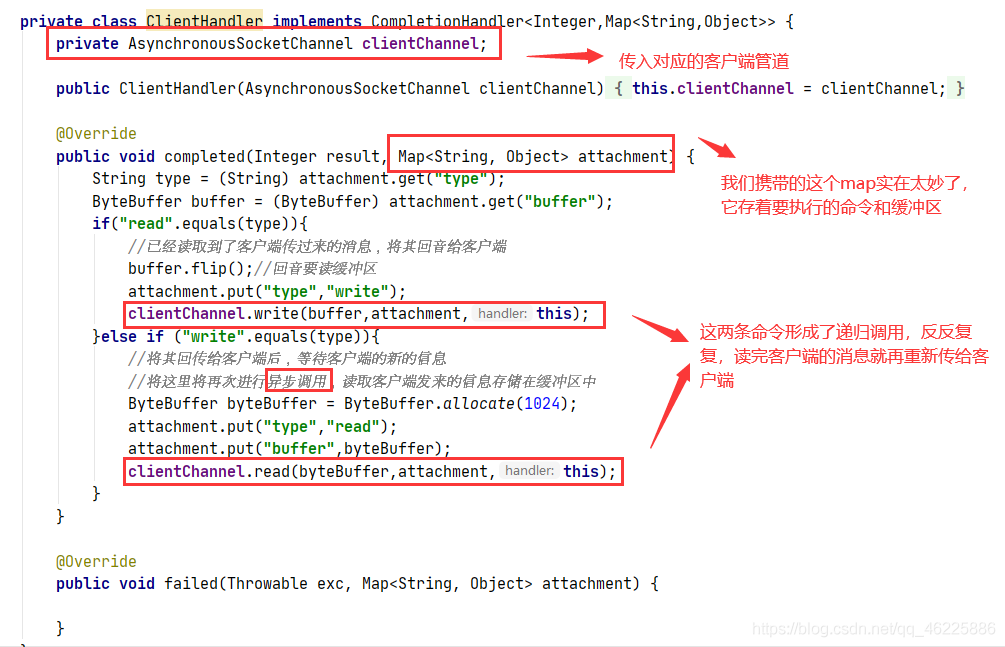 private class ClientHandler implements CompletionHandler<Integer,Map<String,Object>> {
private AsynchronousSocketChannel clientChannel;
传入对应的客户端管道
public ClientHandler(AsynchronousSocketChannel clientChannel) { this.clientChannel = clientChannel; }
@Override
public void completed(Integer result, Map<String, Object> attachment) {
String type = (String) attachment.get("type");
我们携带的这个map实在太妙了，
ByteBuffer buffer = (ByteBuffer) attachment.get("buffer");
它存着要执行的命令和缓冲区
if("read".equals(type)){
//已经读取到了客户端传过来的消息，将其回音给客户端
buffer.flip();//回音要读缓冲区
attachment.put("type","write");
clientChannel.write(buffer,attachment, handler: this);
}else if ("write".equals(type)){
这两条命令形成了递归调用，反反复
复，读完客户端的消息就再重新传给客
户端
//将其回传给客户端后，等待客户端的新的信息
//将这里将再次进行异步调用，读取客户端发来的信息存储在缓冲区中
ByteBuffer byteBuffer = ByteBuffer.allocate(1024);
attachment.put("type","read");
attachment.put("buffer",byteBuffer);
clientChannel.read(byteBuffer,attachment, handler: this);
}
}
@Override
public void failed(Throwable exc, Map<String, Object> attachment) {
}
https://blog.csdn.net/qq_46225886